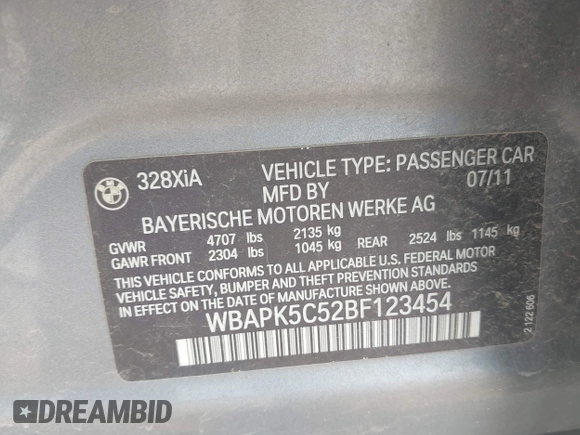 328XiA VEHICLE TYPE: PASSENGER CAR
MFD BY 07/11
BAYERISCHE MOTOREN WERKE AG
GVWR 4707 lbs 2135 kg
GAWR FRONT 2304 lbs 1045 kg REAR 2524 lbs 1145 kg
THIS VEHICLE CONFORMS TO ALL APPLICABLE U.S. FEDERAL MOTOR
VEHICLE SAFETY, BUMPER AND THEFT PREVENTION STANDARDS
IN EFFECT ON THE DATE OF MANUFACTURE SHOWN ABOVE.
WBAPK5C52BF123454
2 122 606
DREAMBID